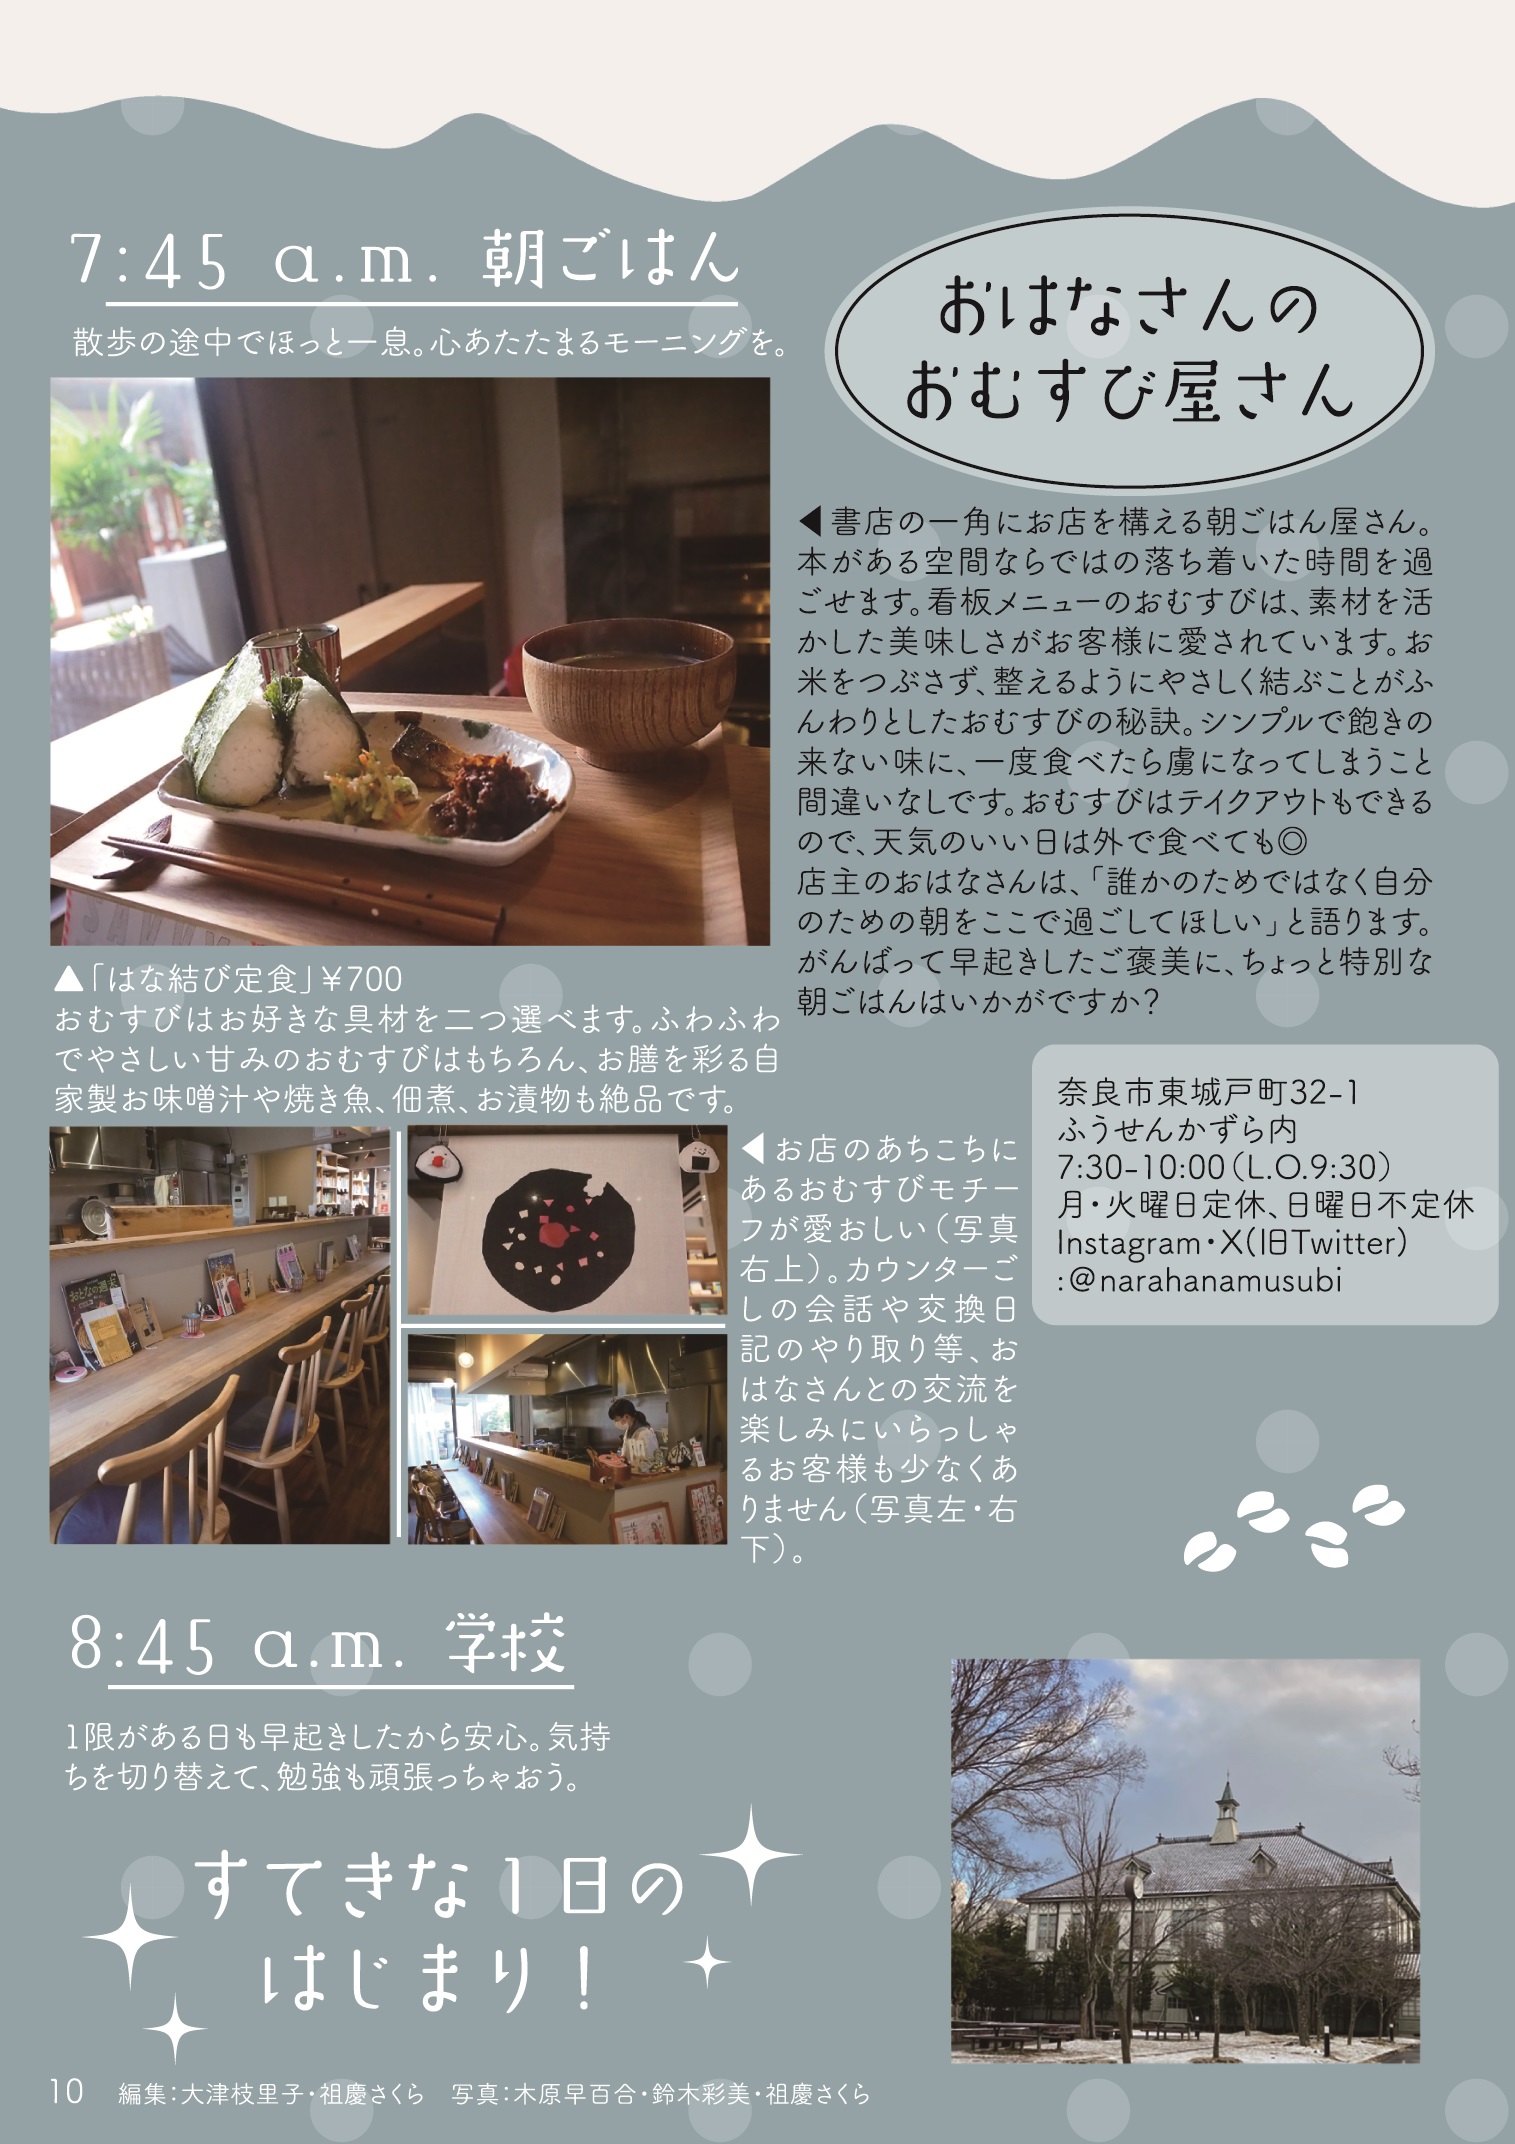 7:45 a.m. 朝ごはん
散歩の途中でほっと一息。心あたたまるモーニングを。
おはなさんの
おむすび屋さん
◀書店の一角にお店を構える朝ごはん屋さん。
本がある空間ならではの落ち着いた時間を過
ごせます。看板メニューのおむすびは、素材を活
かした美味しさがお客様に愛されています。お
米をつぶさず、整えるようにやさしく結ぶことがふ
んわりとしたおむすびの秘訣。シンプルで飽きの
来ない味に、一度食べたら虜になってしまうこと
間違いなしです。おむすびはテイクアウトもできる
ので、天気のいい日は外で食べても◎
店主のおはなさんは、「誰かのためではなく自分
のための朝をここで過ごしてほしい」と語ります。
がんばって早起きしたご褒美に、ちょっと特別な
朝ごはんはいかがですか？
▲「はな結び定食」¥700
おむすびはお好きな具材を二つ選べます。ふわふわ
でやさしい甘みのおむすびはもちろん、お膳を彩る自
家製お味噌汁や焼き魚、佃煮、お漬物も絶品です。
おとなの週末
◀お店のあちこちに
あるおむすびモチー
フが愛おしい（写真
右上）。カウンターご
しの会話や交換日
記のやり取り等、お
はなさんとの交流を
楽しみにいらっしゃ
るお客様も少なくあ
りません（写真左・右
下）。
奈良市東城戸町32-1
ふうせんかずら内
7:30-10:00（L.O.9:30）
月・火曜日定休、日曜日不定休
Instagram・X(旧Twitter)
:@narahanamusubi
8:45 a.m. 学校
1限がある日も早起きしたから安心。気持
ちを切り替えて、勉強も頑張っちゃおう。
すてきな1日の
はじまり！
10 編集：大津枝里子・祖慶さくら 写真：木原早百合・鈴木彩美・祖慶さくら